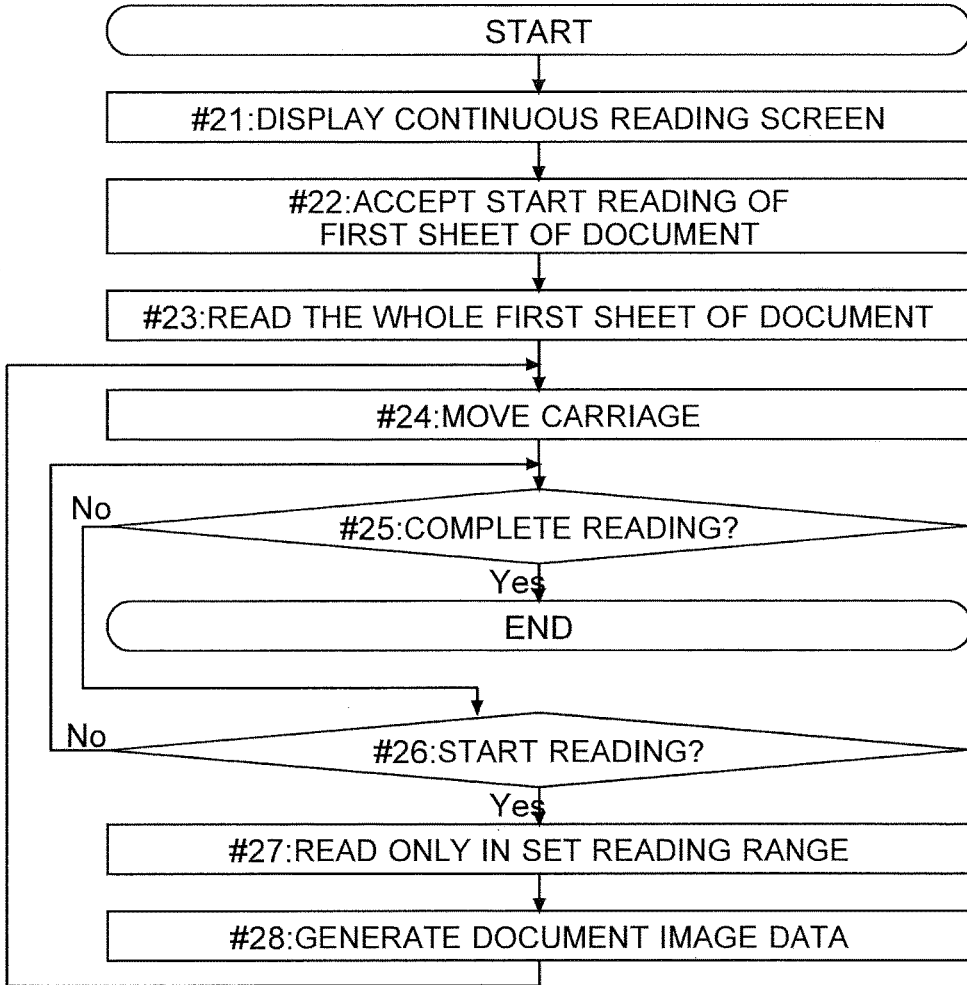 START
#21:DISPLAY CONTINUOUS READING SCREEN
#22:ACCEPT START READING OF
FIRST SHEET OF DOCUMENT
#23:READ THE WHOLE FIRST SHEET OF DOCUMENT
#24:MOVE CARRIAGE
No
#25:COMPLETE READING?
Yes
END
No
#26:START READING?
Yes
#27:READ ONLY IN SET READING RANGE
#28:GENERATE DOCUMENT IMAGE DATA